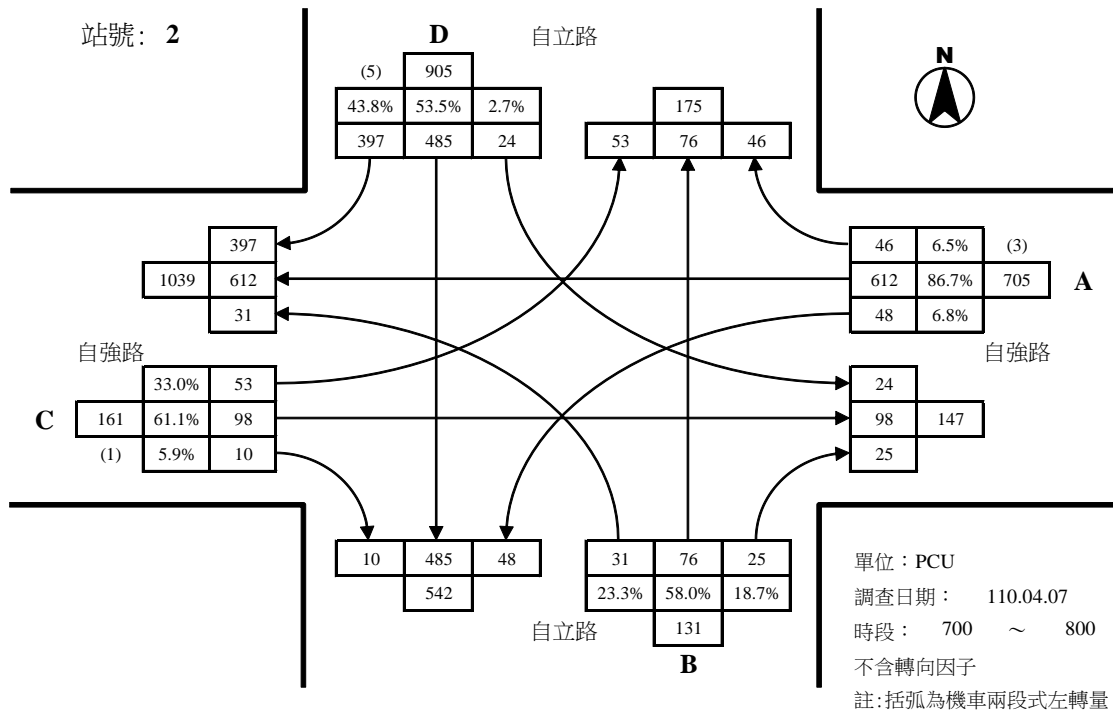 站號: 2
D
自立路
N
(5) 905
43.8% 53.5% 2.7%
397 485 24
175
53 76 46
397
1039 612
31
46 6.5% (3)
612 86.7% 705
48 6.8%
A
自強路
自強路
33.0% 53
161 61.1% 98
(1) 5.9% 10
C
24
98 147
25
10 485 48
542
31 76 25
23.3% 58.0% 18.7%
131
自立路
B
單位：PCU
調查日期： 110.04.07
時段： 700 ～ 800
不含轉向因子
註:括弧為機車兩段式左轉量